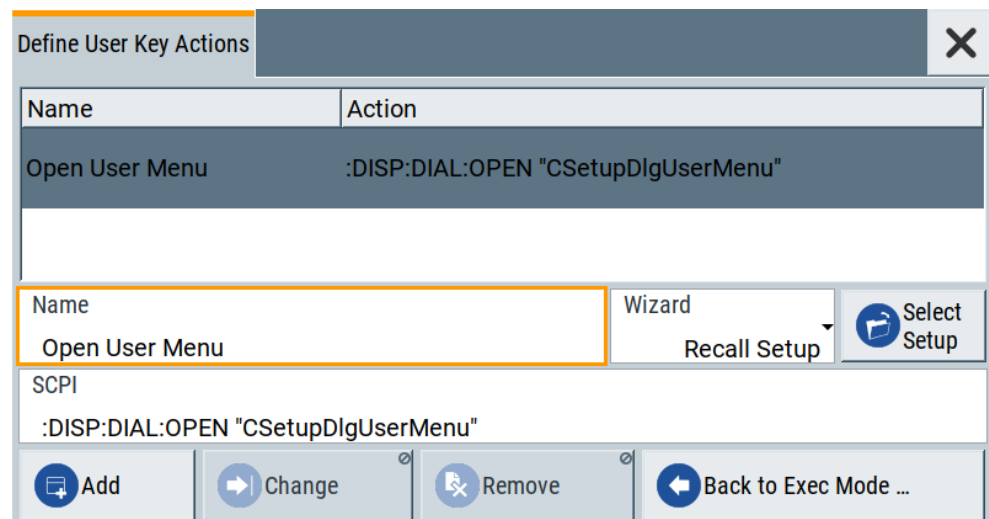 Define User Key Actions
Name Action
Open User Menu :DISP:DIAL:OPEN "CSetupDlgUserMenu"
Name
Open User Menu
Wizard
Recall Setup
Select
Setup
SCPI
:DISP:DIAL:OPEN "CSetupDlgUserMenu"
Add Change Remove Back to Exec Mode ...